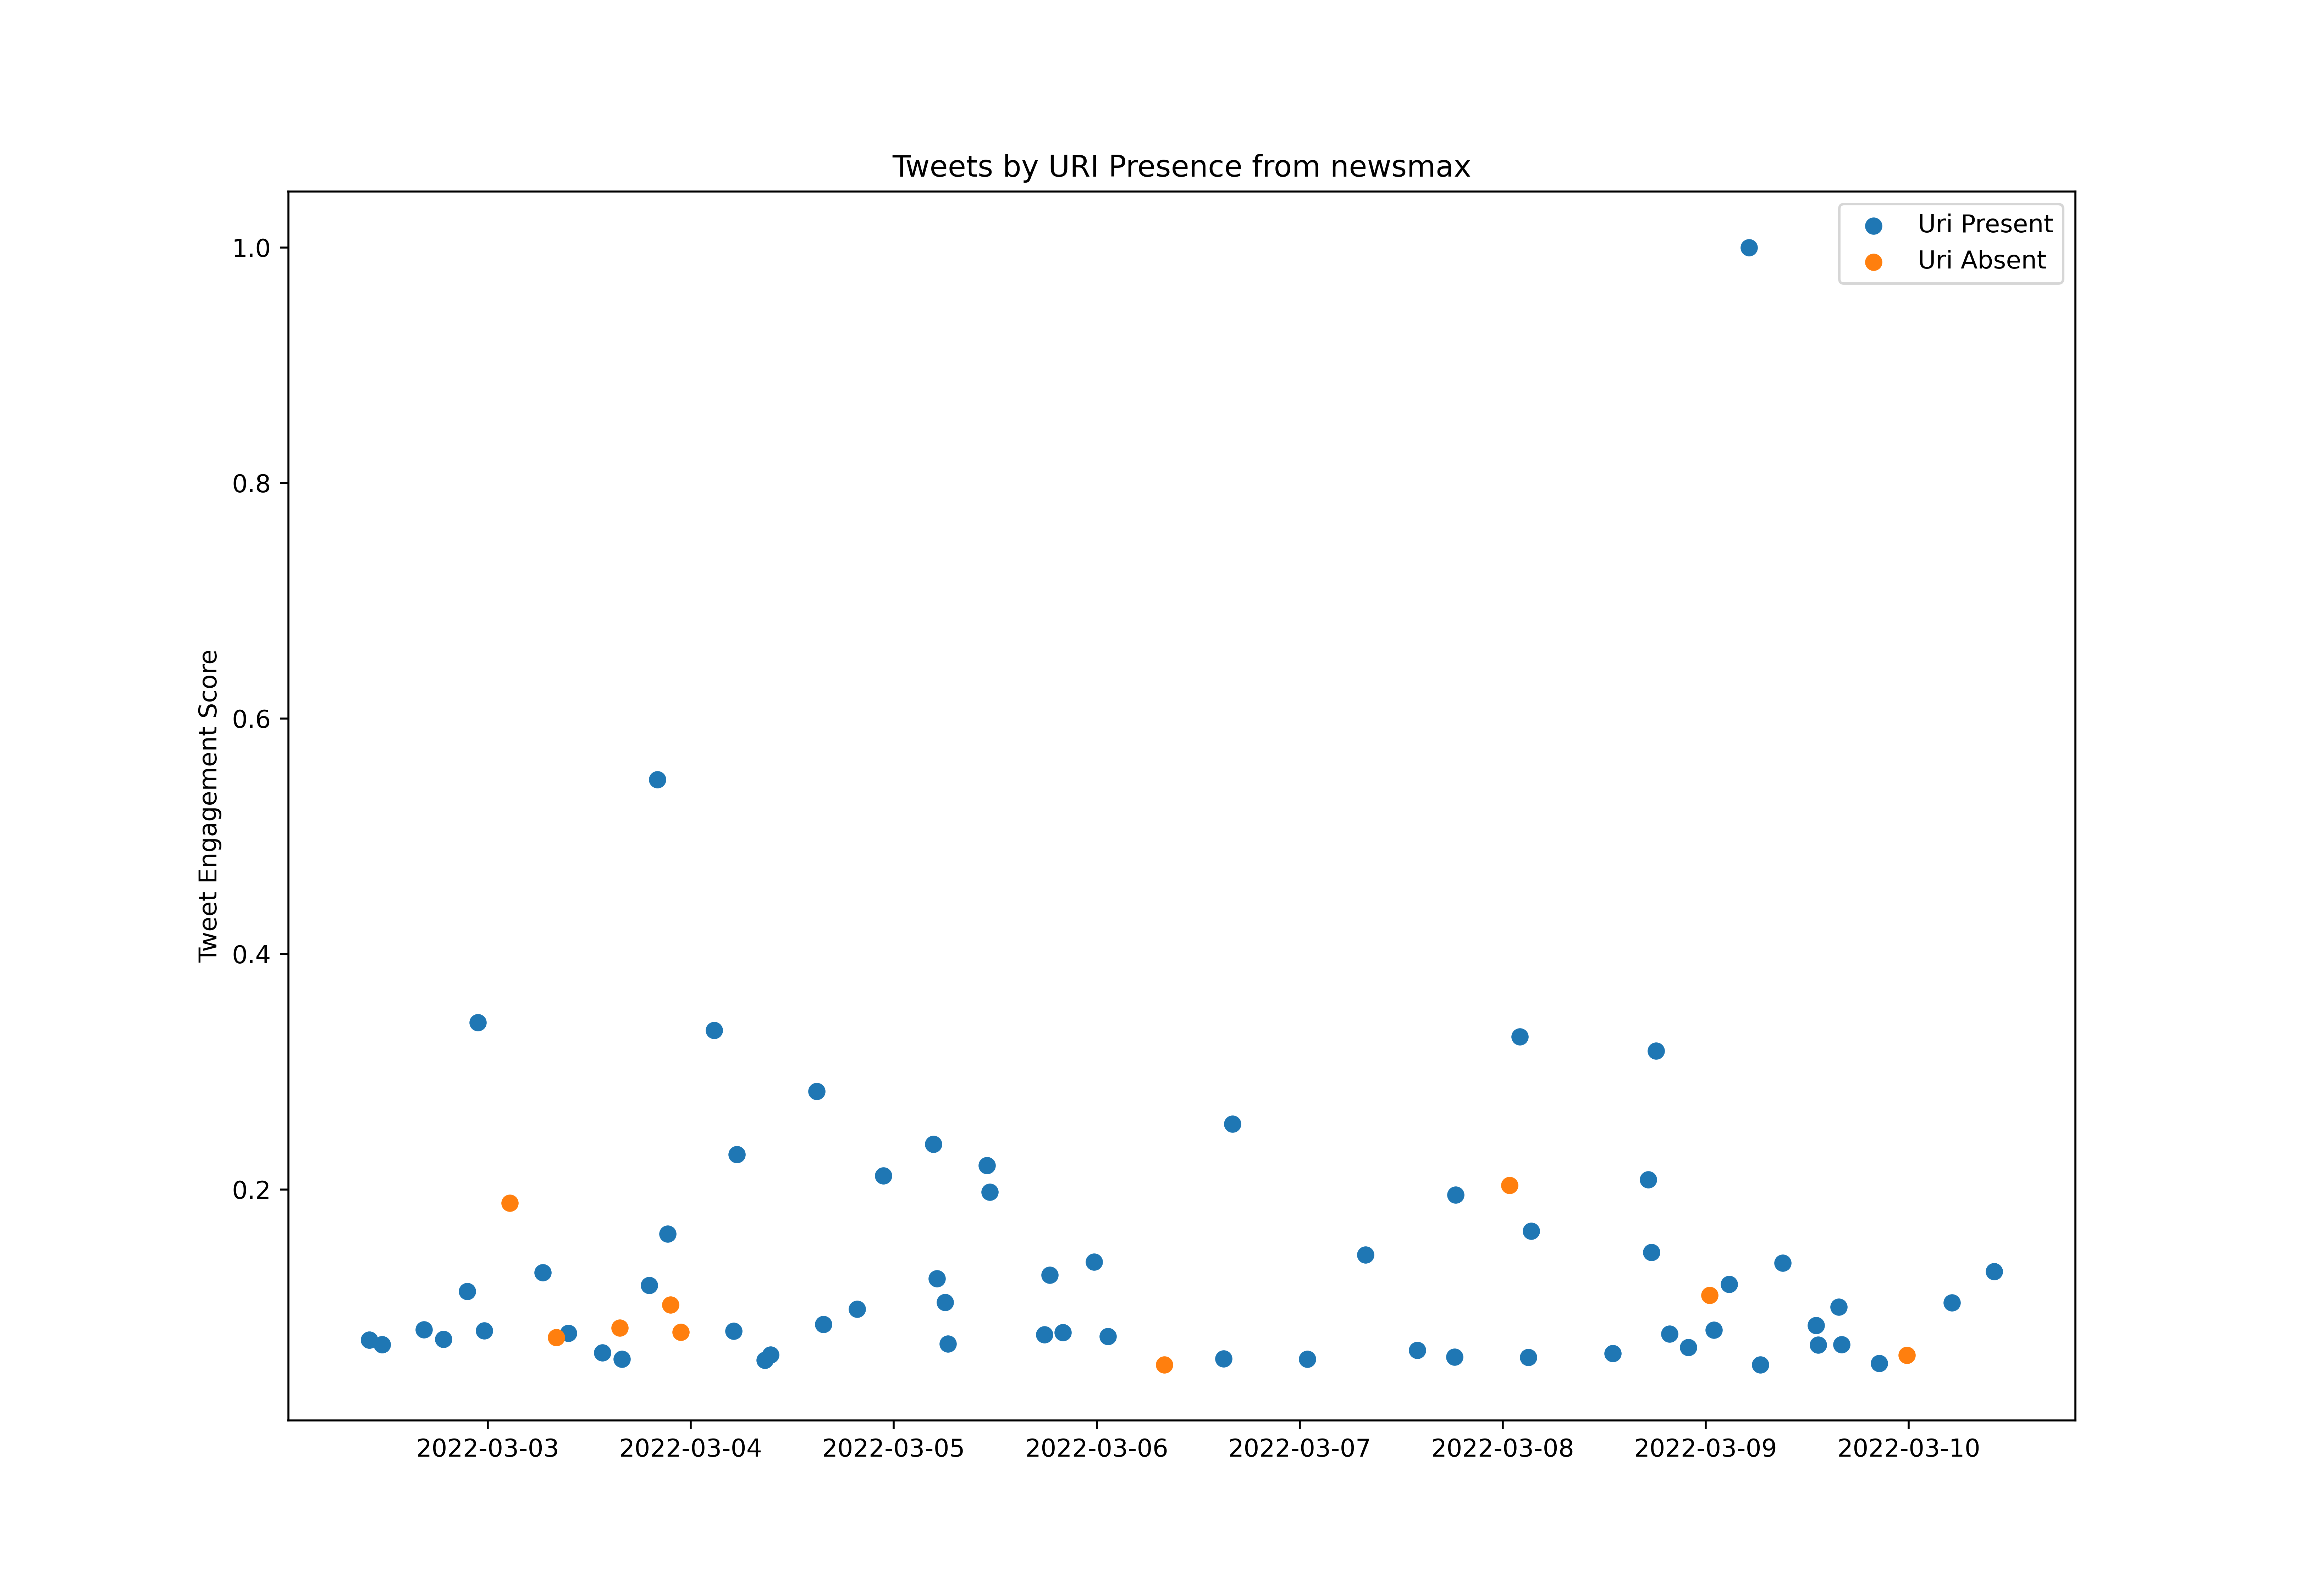 Tweets by URI Presence from newsmax
Uri Present
Uri Absent
Tweet Engagement Score
1.0
0.8
0.6
0.4
0.2
2022-03-03 2022-03-04 2022-03-05 2022-03-06 2022-03-07 2022-03-08 2022-03-09 2022-03-10